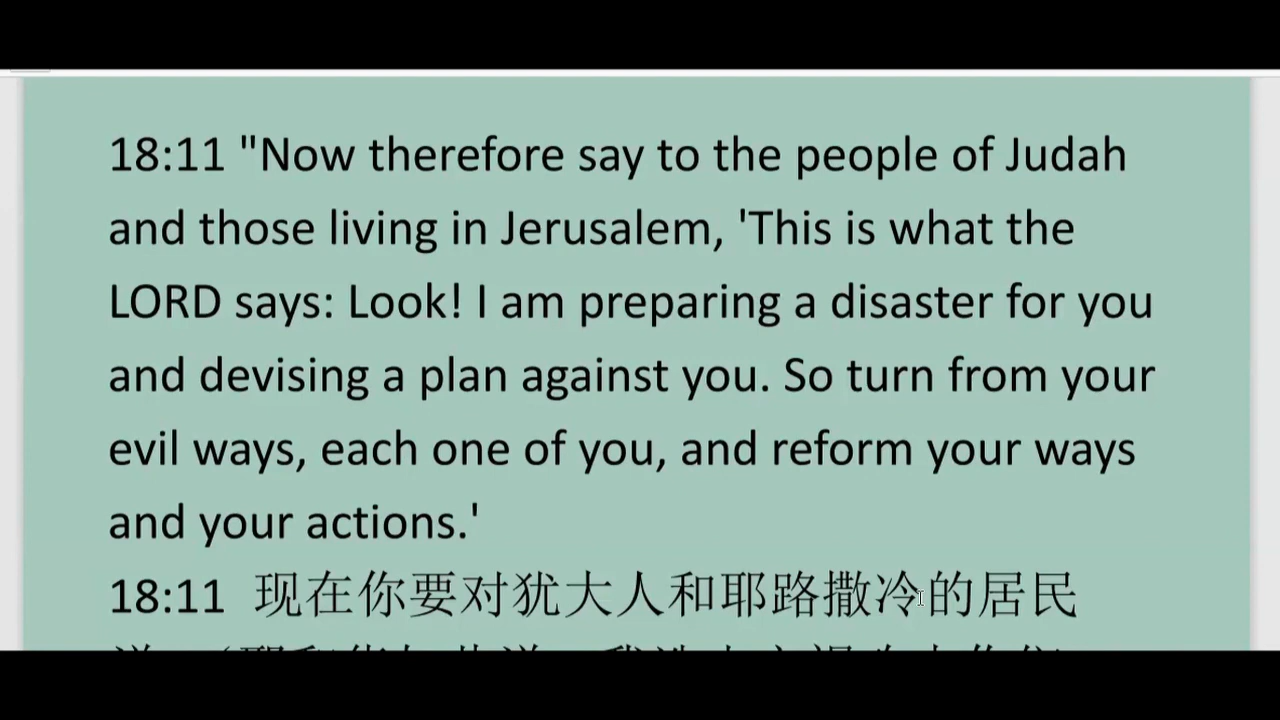 18:11 "Now therefore say to the people of Judah
and those living in Jerusalem, 'This is what the
LORD says: Look! I am preparing a disaster for you
and devising a plan against you. So turn from your
evil ways, each one of you, and reform your ways
and your actions.'
18:11 现在你要对犹大人和耶路撒冷的居民